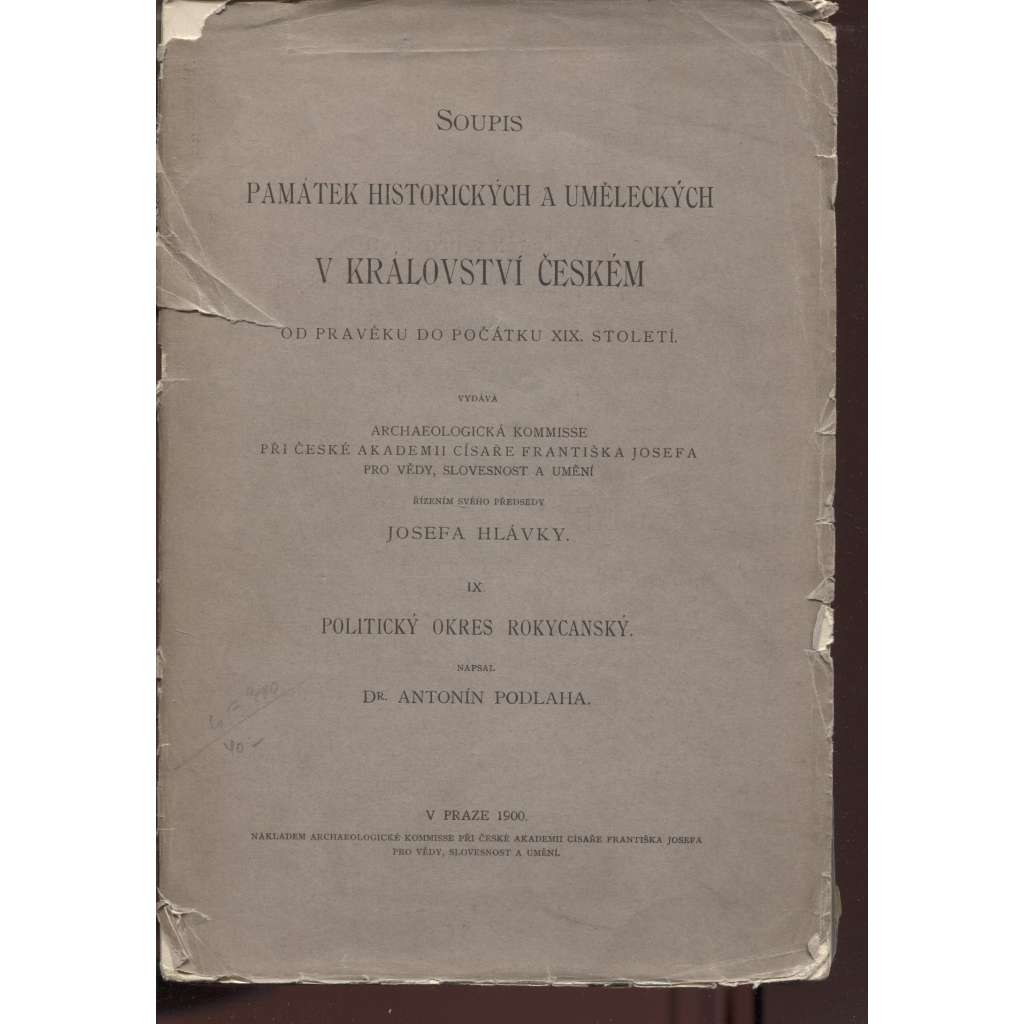 SOUPIS
PAMÁTEK HISTORICKÝCH A UMĚLECKÝCH
V KRÁLOVSTVÍ ČESKÉM
OD PRAVĚKU DO POČÁTKU XIX. STOLETÍ.
VYDÁVÁ
ARCHAEOLOGICKÁ KOMMISSE
PŘI ČESKÉ AKADEMII CÍSAŘE FRANTIŠKA JOSEFA
PRO VĚDY, SLOVESNOST A UMĚNÍ
ŘÍZENÍM SVÉHO PŘEDSEDY
JOSEFA HLÁVKY.
IX.
POLITICKÝ OKRES ROKYCANSKÝ.
NAPSAL
DR. ANTONÍN PODLAHA.
V PRAZE 1900.
NÁKLADEM ARCHAEOLOGICKÉ KOMMISSE PŘI ČESKÉ AKADEMII CÍSAŘE FRANTIŠKA JOSEFA
PRO VĚDY, SLOVESNOST A UMĚNÍ.